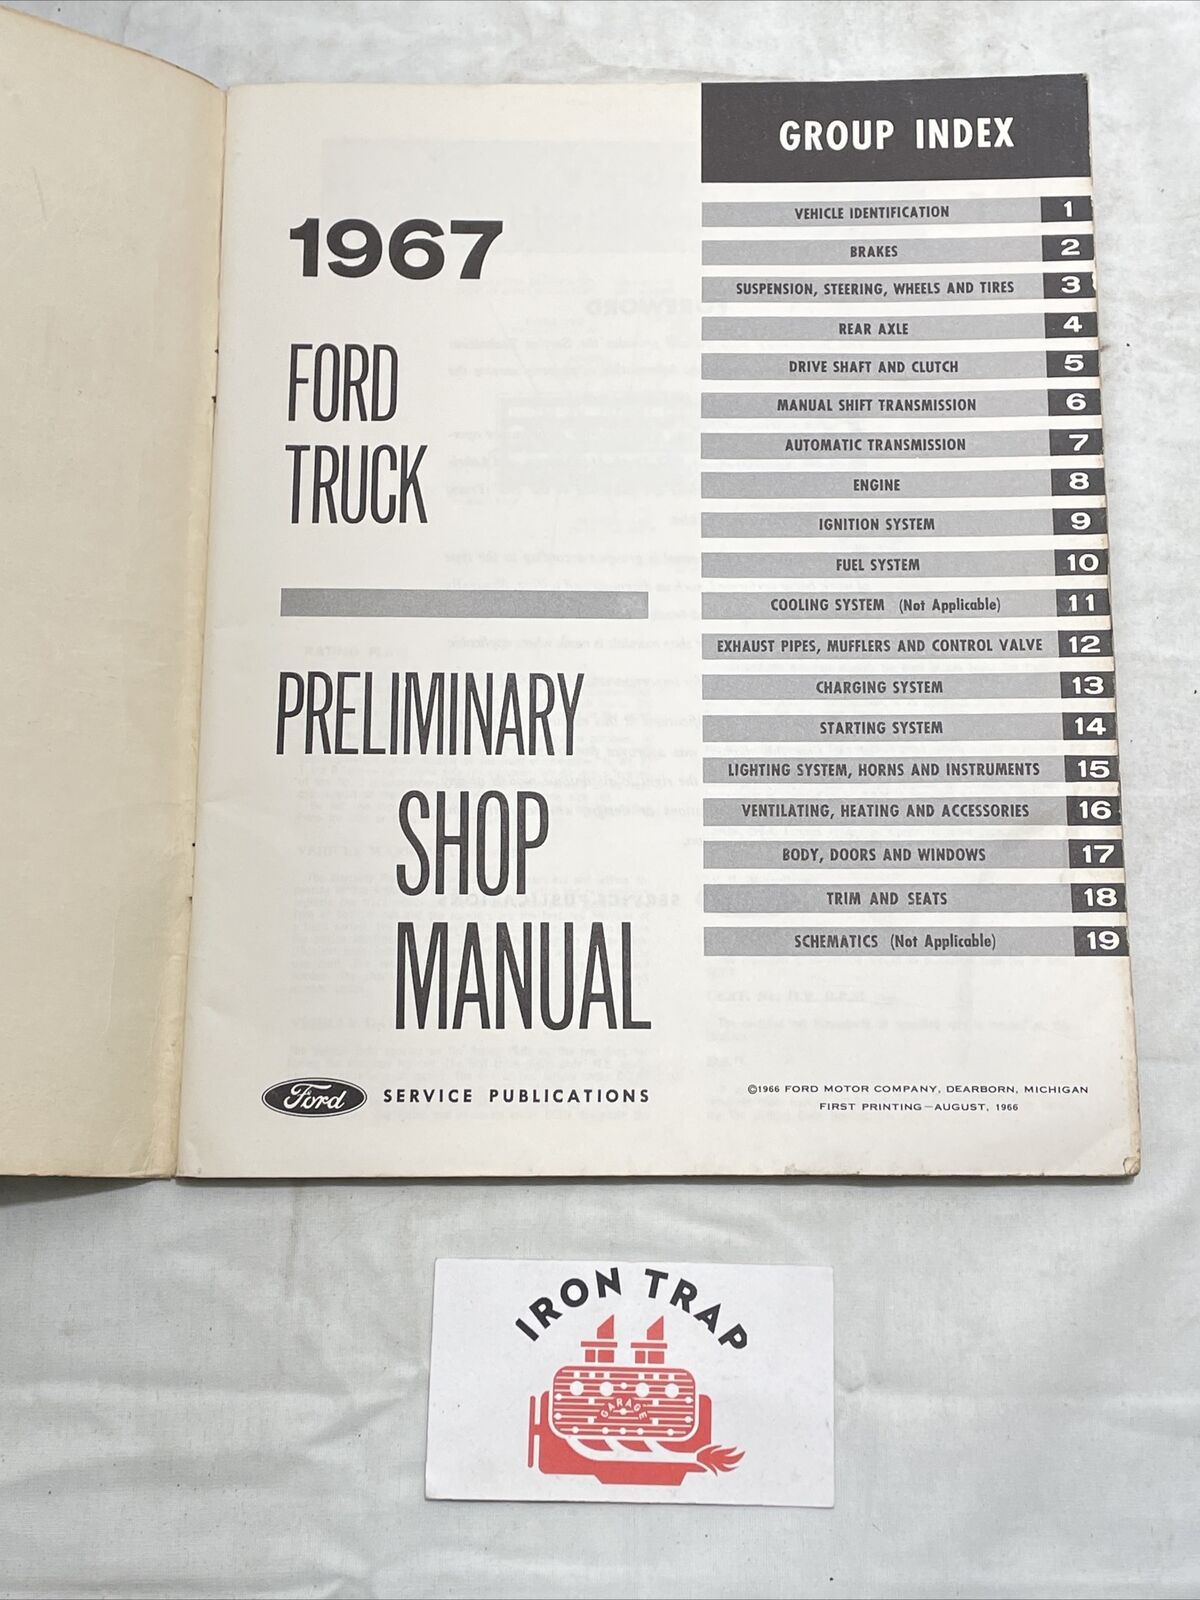 1967
FORD
TRUCK
PRELIMINARY
SHOP
MANUAL
Ford SERVICE PUBLICATIONS
GROUP INDEX
VEHICLE IDENTIFICATION 1
BRAKES 2
SUSPENSION, STEERING, WHEELS AND TIRES 3
REAR AXLE 4
DRIVE SHAFT AND CLUTCH 5
MANUAL SHIFT TRANSMISSION 6
AUTOMATIC TRANSMISSION 7
ENGINE 8
IGNITION SYSTEM 9
FUEL SYSTEM 10
COOLING SYSTEM (Not Applicable) 11
EXHAUST PIPES, MUFFLERS AND CONTROL VALVE 12
CHARGING SYSTEM 13
STARTING SYSTEM 14
LIGHTING SYSTEM, HORNS AND INSTRUMENTS 15
VENTILATING, HEATING AND ACCESSORIES 16
BODY, DOORS AND WINDOWS 17
TRIM AND SEATS 18
SCHEMATICS (Not Applicable) 19
©1966 FORD MOTOR COMPANY, DEARBORN, MICHIGAN
FIRST PRINTING—AUGUST, 1966
IRON TRAP
GARAGE